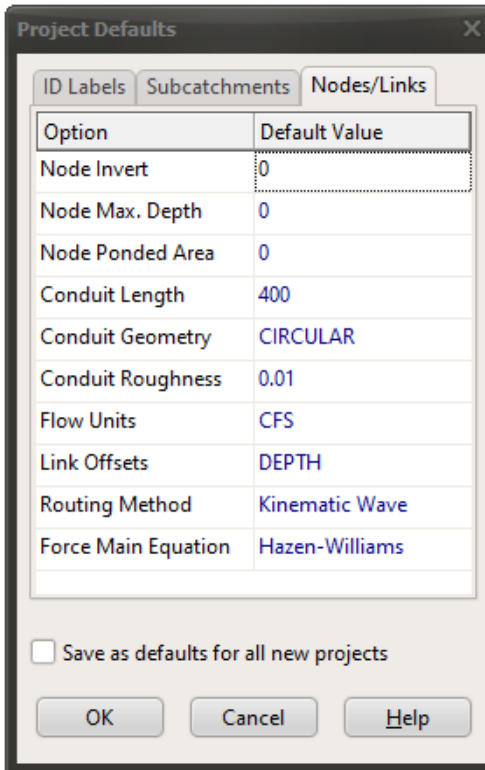 Project Defaults
ID Labels Subcatchments Nodes/Links
Option Default Value
Node Invert 0
Node Max. Depth 0
Node Ponded Area 0
Conduit Length 400
Conduit Geometry CIRCULAR
Conduit Roughness 0.01
Flow Units CFS
Link Offsets DEPTH
Routing Method Kinematic Wave
Force Main Equation Hazen-Williams
Save as defaults for all new projects
OK Cancel Help